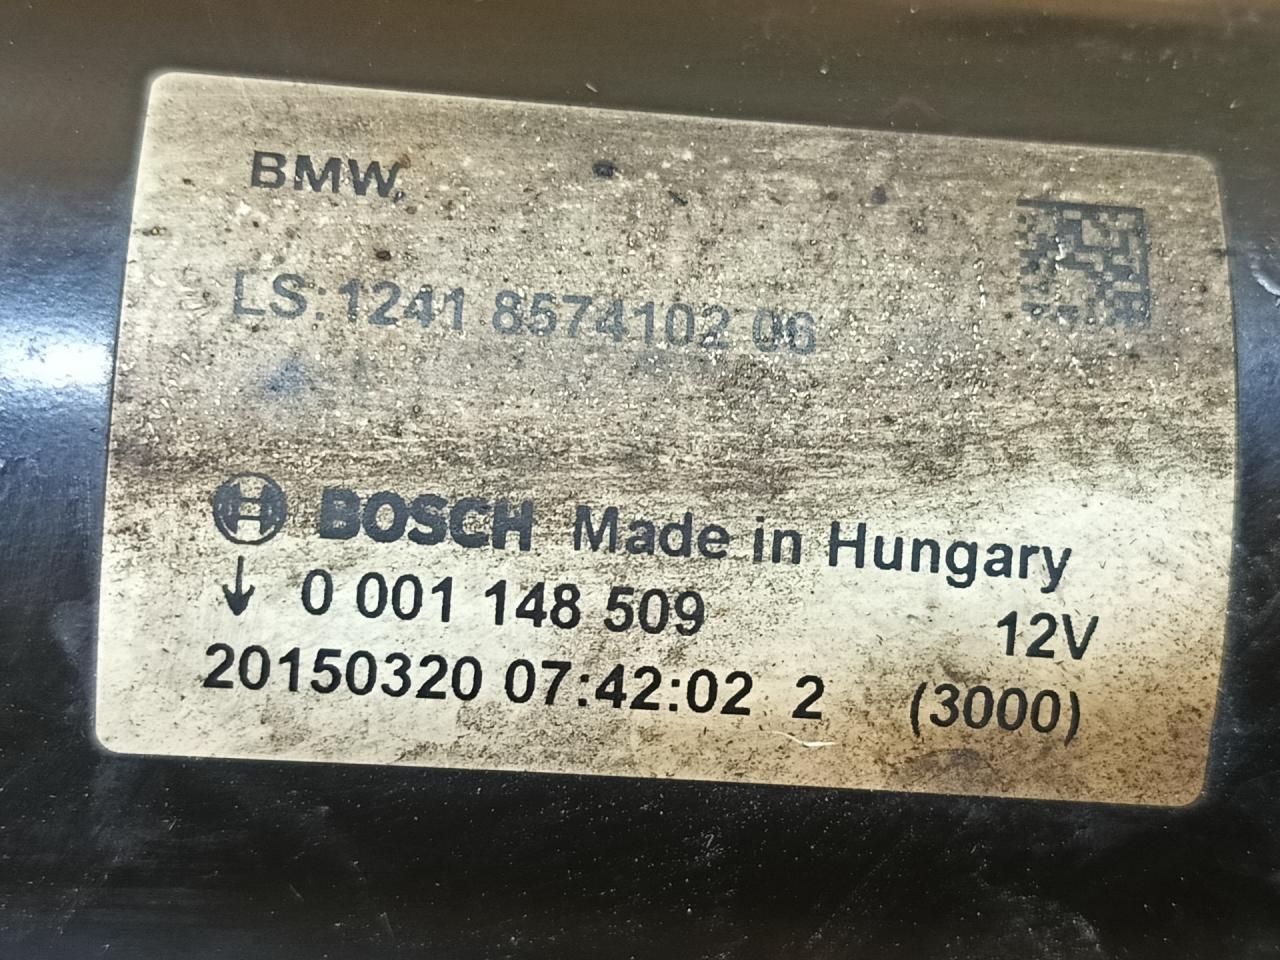 BMW
LS:1241 8574102 06
BOSCH Made in Hungary
↓ 0 001 148 509 12V
20150320 07:42:02 2 (3000)